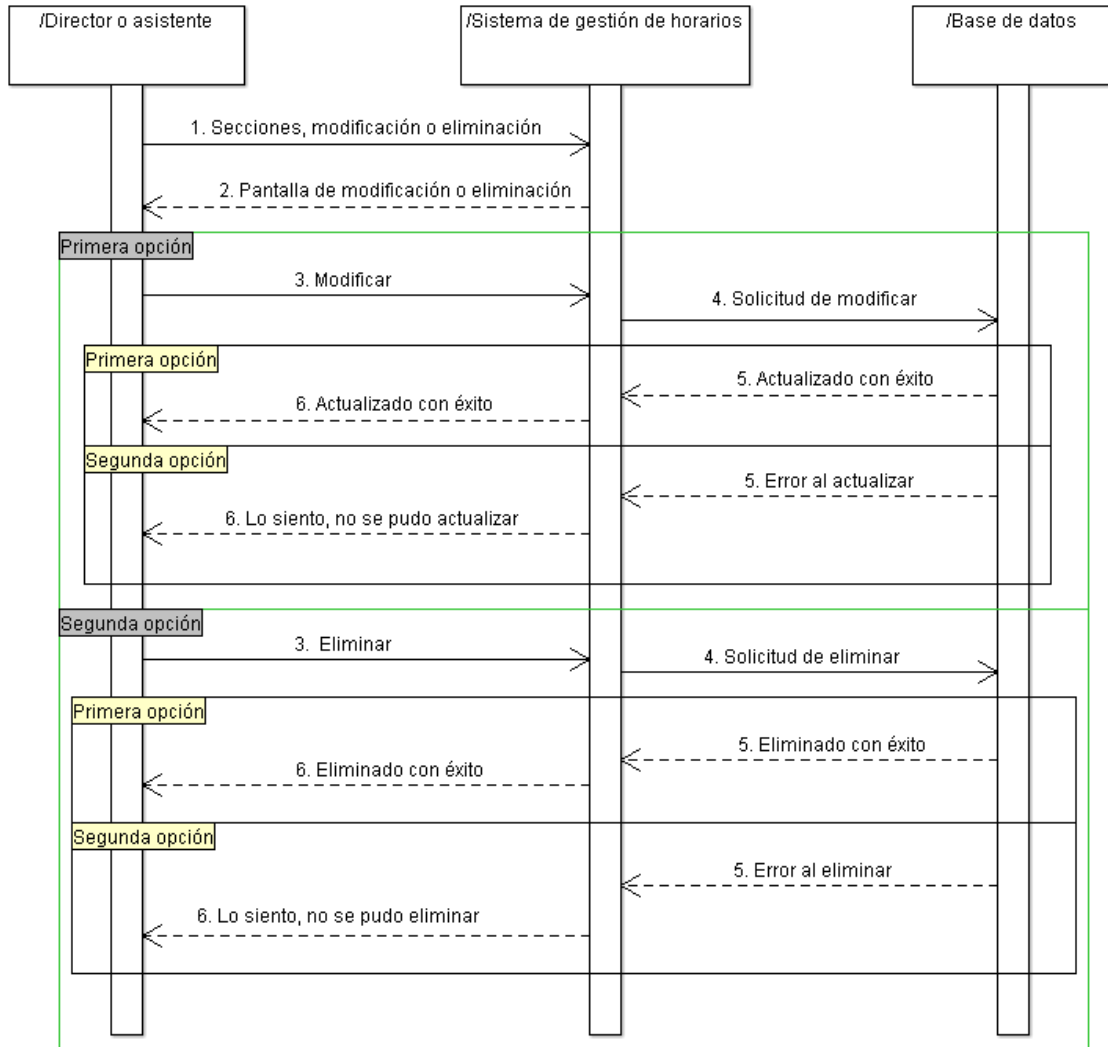 /Director o asistente
/Sistema de gestión de horarios
/Base de datos
1. Secciones, modificación o eliminación
2. Pantalla de modificación o eliminación
Primera opción
3. Modificar
4. Solicitud de modificar
Primera opción
5. Actualizado con éxito
6. Actualizado con éxito
Segunda opción
5. Error al actualizar
6. Lo siento, no se pudo actualizar
Segunda opción
3. Eliminar
4. Solicitud de eliminar
Primera opción
5. Eliminado con éxito
6. Eliminado con éxito
Segunda opción
5. Error al eliminar
6. Lo siento, no se pudo eliminar